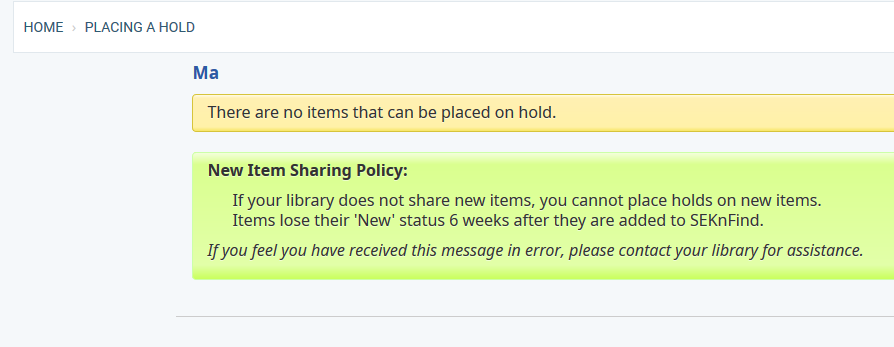 HOME › PLACING A HOLD
Ma
There are no items that can be placed on hold.
New Item Sharing Policy:
If your library does not share new items, you cannot place holds on new items.
Items lose their 'New' status 6 weeks after they are added to SEKnFind.
If you feel you have received this message in error, please contact your library for assistance.